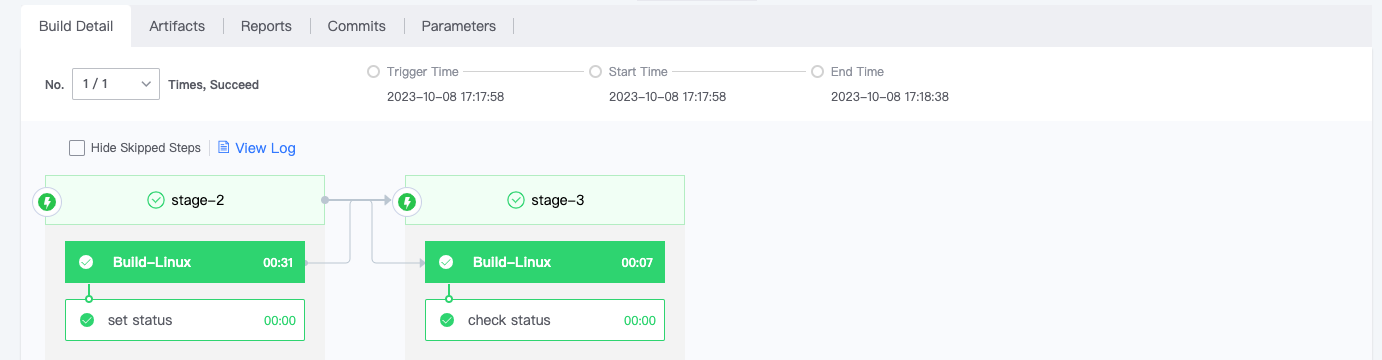 Build Detail Artifacts Reports Commits Parameters
No. 1 / 1 Times, Succeed
Trigger Time Start Time End Time
2023-10-08 17:17:58 2023-10-08 17:17:58 2023-10-08 17:18:38
Hide Skipped Steps View Log
stage-2 stage-3
Build-Linux 00:31 Build-Linux 00:07
set status 00:00 check status 00:00